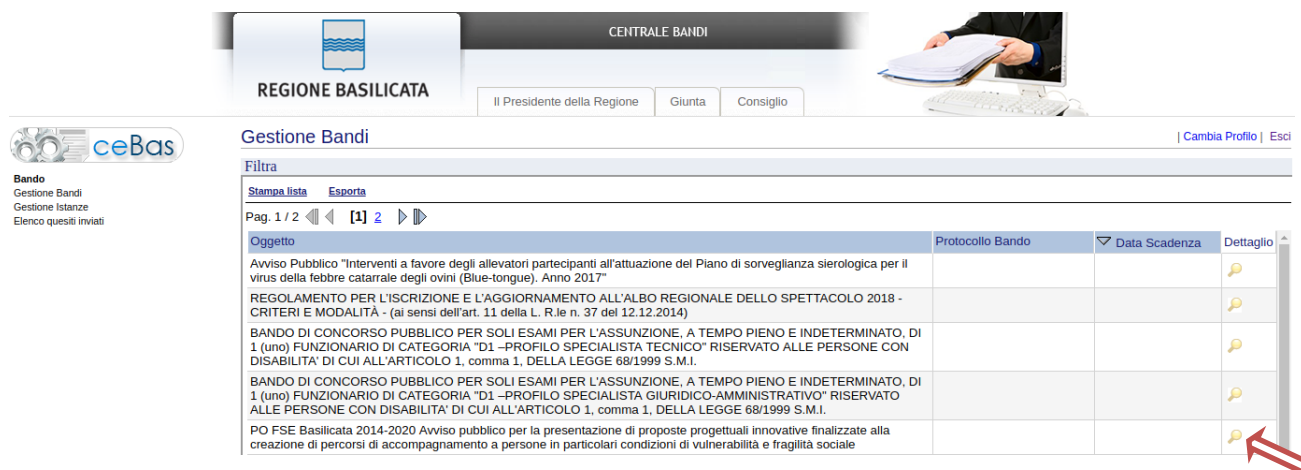 CENTRALE BANDI
REGIONE BASILICATA
Il Presidente della Regione Giunta Consiglio
ceBas
Gestione Bandi
| Cambia Profilo | Esci
Filtra
Bando
Gestione Bandi
Gestione Istanze
Elenco quesiti inviati
Stampa lista Esporta
Pag. 1 / 2 [1] 2
Oggetto Protocollo Bando Data Scadenza Dettaglio
Avviso Pubblico "Interventi a favore degli allevatori partecipanti all'attuazione del Piano di sorveglianza sierologica per il
virus della febbre catarrale degli ovini (Blue-tongue). Anno 2017"
REGOLAMENTO PER L'ISCRIZIONE E L'AGGIORNAMENTO ALL'ALBO REGIONALE DELLO SPETTACOLO 2018 -
CRITERI E MODALITÀ - (ai sensi dell'art. 11 della L. R.le n. 37 del 12.12.2014)
BANDO DI CONCORSO PUBBLICO PER SOLI ESAMI PER L'ASSUNZIONE, A TEMPO PIENO E INDETERMINATO, DI
1 (uno) FUNZIONARIO DI CATEGORIA "D1 –PROFILO SPECIALISTA TECNICO" RISERVATO ALLE PERSONE CON
DISABILITA' DI CUI ALL'ARTICOLO 1, comma 1, DELLA LEGGE 68/1999 S.M.I.
BANDO DI CONCORSO PUBBLICO PER SOLI ESAMI PER L'ASSUNZIONE, A TEMPO PIENO E INDETERMINATO, DI
1 (uno) FUNZIONARIO DI CATEGORIA "D1 –PROFILO SPECIALISTA GIURIDICO-AMMINISTRATIVO" RISERVATO
ALLE PERSONE CON DISABILITA' DI CUI ALL'ARTICOLO 1, comma 1, DELLA LEGGE 68/1999 S.M.I.
PO FSE Basilicata 2014-2020 Avviso pubblico per la presentazione di proposte progettuali innovative finalizzate alla
creazione di percorsi di accompagnamento a persone in particolari condizioni di vulnerabilità e fragilità sociale